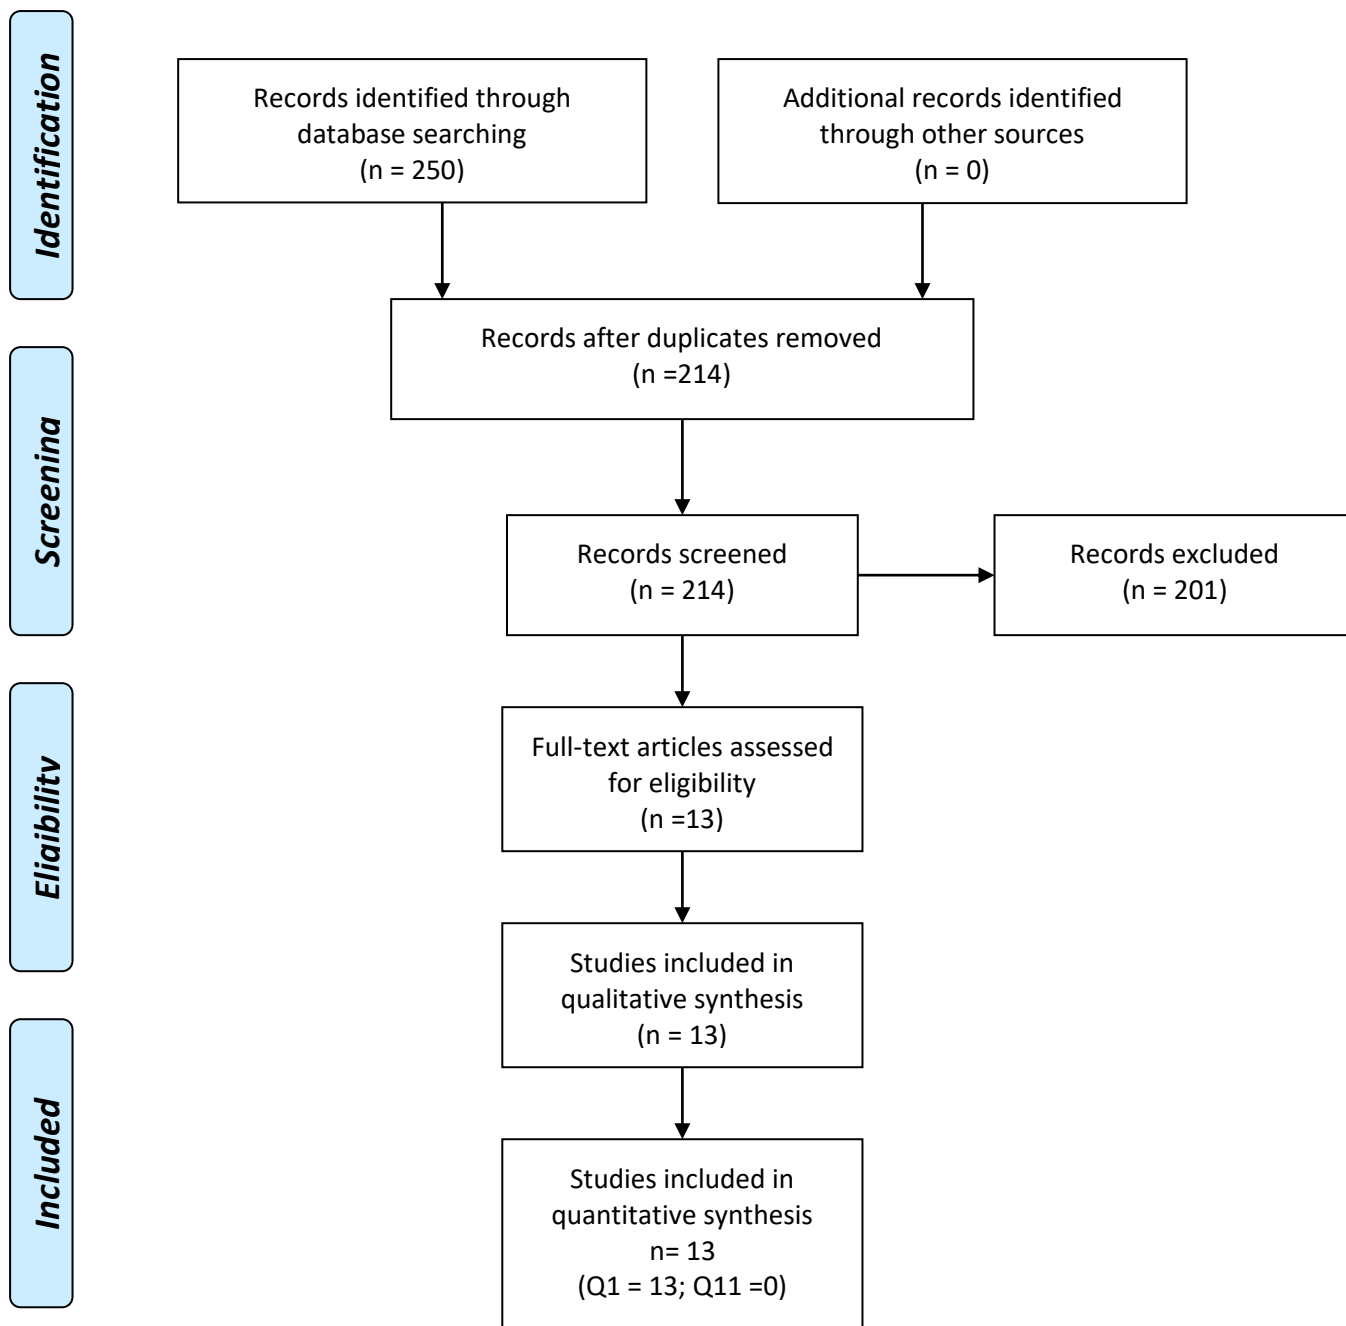 Identification
Records identified through
database searching
(n = 250)
Additional records identified
through other sources
(n = 0)
Records after duplicates removed
(n =214)
Screening
Records screened
(n = 214)
Records excluded
(n = 201)
Eligibility
Full-text articles assessed
for eligibility
(n =13)
Studies included in
qualitative synthesis
(n = 13)
Included
Studies included in
quantitative synthesis
n= 13
(Q1 = 13; Q11 =0)